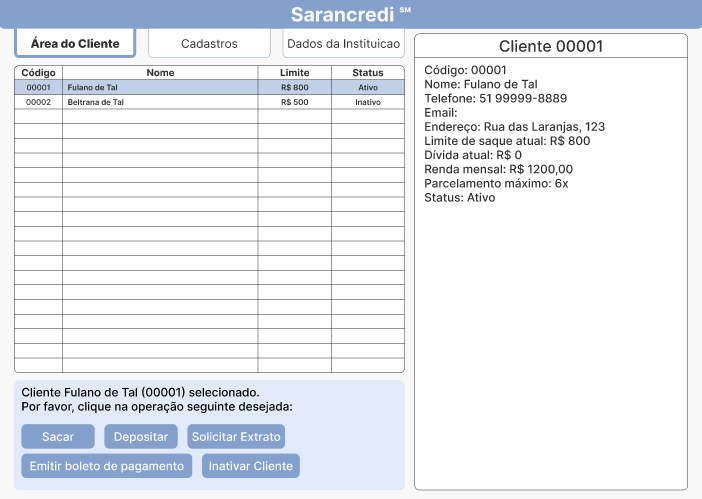 Sarancredi ℠
Área do Cliente
Cadastros
Dados da Instituicao
Código Nome Limite Status
00001 Fulano de Tal R$ 800 Ativo
00002 Beltrana de Tal R$ 500 Inativo
Cliente Fulano de Tal (00001) selecionado.
Por favor, clique na operação seguinte desejada:
Sacar
Depositar
Solicitar Extrato
Emitir boleto de pagamento
Inativar Cliente
Cliente 00001
Código: 00001
Nome: Fulano de Tal
Telefone: 51 99999-8889
Email:
Endereço: Rua das Laranjas, 123
Limite de saque atual: R$ 800
Dívida atual: R$ 0
Renda mensal: R$ 1200,00
Parcelamento máximo: 6x
Status: Ativo